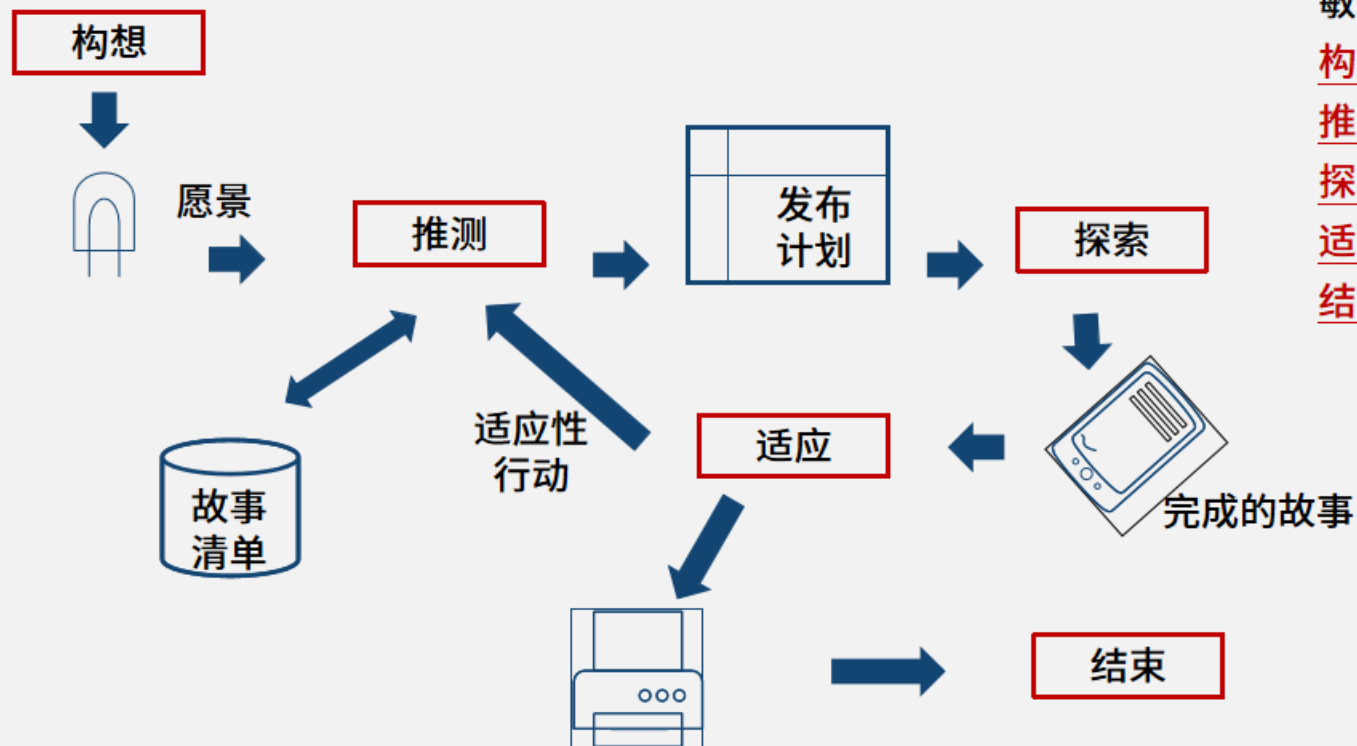 构想
愿景
推测
发布
计划
探索
适应性
行动
适应
完成的故事
故事
清单
结束
敏
构
推
探
适
结